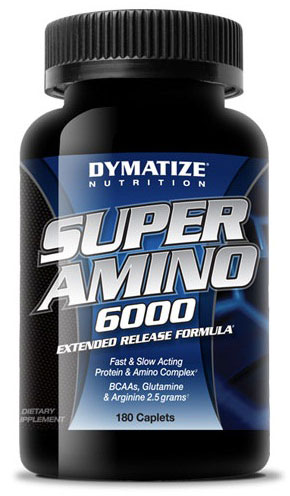 DYMATIZE®
NUTRITION
SUPER
AMINO
6000
EXTENDED RELEASE FORMULA
Fast & Slow Acting
Protein & Amino Complex
BCAAs, Glutamine
& Arginine 2.5 grams
180 Caplets
DIETARY
SUPPLEMENT